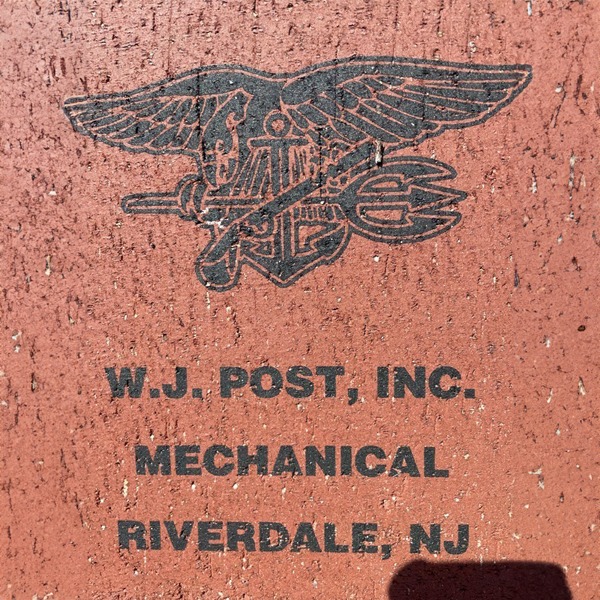 W.J. POST, INC.
MECHANICAL
RIVERDALE, NJ